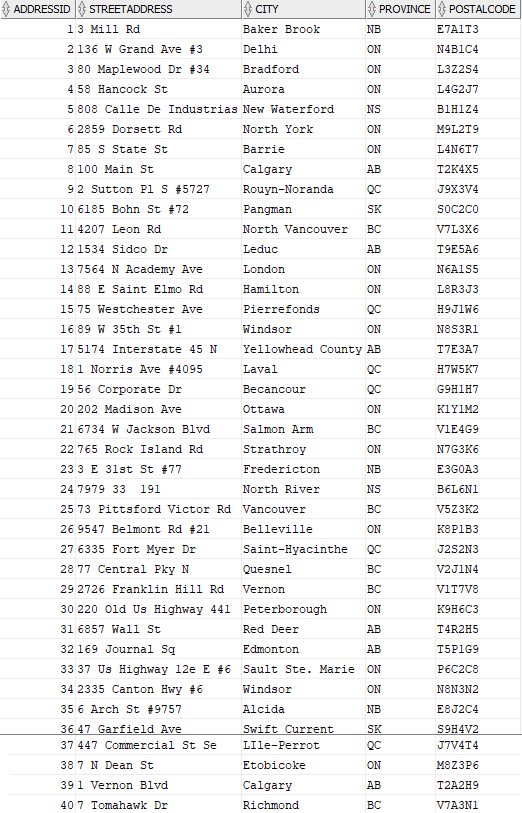 ADDRESSID STREETADDRESS CITY PROVINCE POSTALCODE
1 3 Mill Rd Baker Brook NB E7A1T3
2 136 W Grand Ave #3 Delhi ON N4B1C4
3 80 Maplewood Dr #34 Bradford ON L3Z2S4
4 58 Hancock St Aurora ON L4G2J7
5 808 Calle De Industrias New Waterford NS B1H1Z4
6 2859 Dorsett Rd North York ON M9L2T9
7 85 S State St Barrie ON L4N6T7
8 100 Main St Calgary AB T2K4X5
9 2 Sutton Pl S #5727 Rouyn-Noranda QC J9X3V4
10 6185 Bohn St #72 Pangman SK S0C2C0
11 4207 Leon Rd North Vancouver BC V7L3X6
12 1534 Sidco Dr Leduc AB T9E5A6
13 7564 N Academy Ave London ON N6A1S5
14 88 E Saint Elmo Rd Hamilton ON L8R3J3
15 75 Westchester Ave Pierrefonds QC H9J1W6
16 89 W 35th St #1 Windsor ON N8S3R1
17 5174 Interstate 45 N Yellowhead County AB T7E3A7
18 1 Norris Ave #4095 Laval QC H7W5K7
19 56 Corporate Dr Becancour QC G9H1H7
20 202 Madison Ave Ottawa ON K1Y1M2
21 6734 W Jackson Blvd Salmon Arm BC V1E4G9
22 765 Rock Island Rd Strathroy ON N7G3K6
23 3 E 31st St #77 Fredericton NB E3G0A3
24 7979 33 191 North River NS B6L6N1
25 73 Pittsford Victor Rd Vancouver BC V5Z3K2
26 9547 Belmont Rd #21 Belleville ON K8P1B3
27 6335 Fort Myer Dr Saint-Hyacinthe QC J2S2N3
28 77 Central Pky N Quesnel BC V2J1N4
29 2726 Franklin Hill Rd Vernon BC V1T7V8
30 220 Old Us Highway 441 Peterborough ON K9H6C3
31 6857 Wall St Red Deer AB T4R2H5
32 169 Journal Sq Edmonton AB T5P1G9
33 37 Us Highway 12e E #6 Sault Ste. Marie ON P6C2C8
34 2335 Canton Hwy #6 Windsor ON N8N3N2
35 6 Arch St #9757 Alcida NB E8J2C4
36 47 Garfield Ave Swift Current SK S9H4V2
37 447 Commercial St Se LIle-Perrot QC J7V4T4
38 7 N Dean St Etobicoke ON M8Z3P6
39 1 Vernon Blvd Calgary AB T2A2H9
40 7 Tomahawk Dr Richmond BC V7A3N1